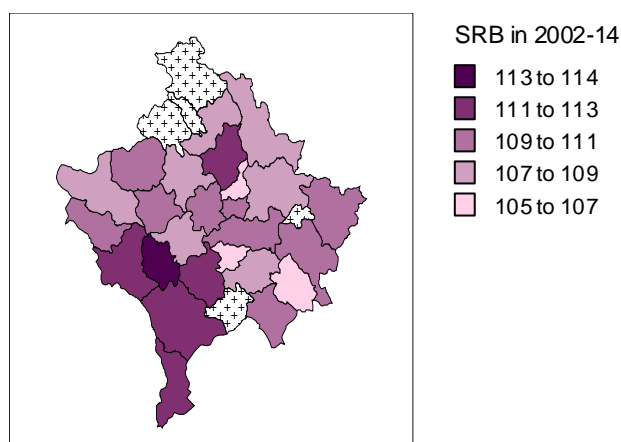 SRB in 2002-14
113 to 114
111 to 113
109 to 111
107 to 109
105 to 107